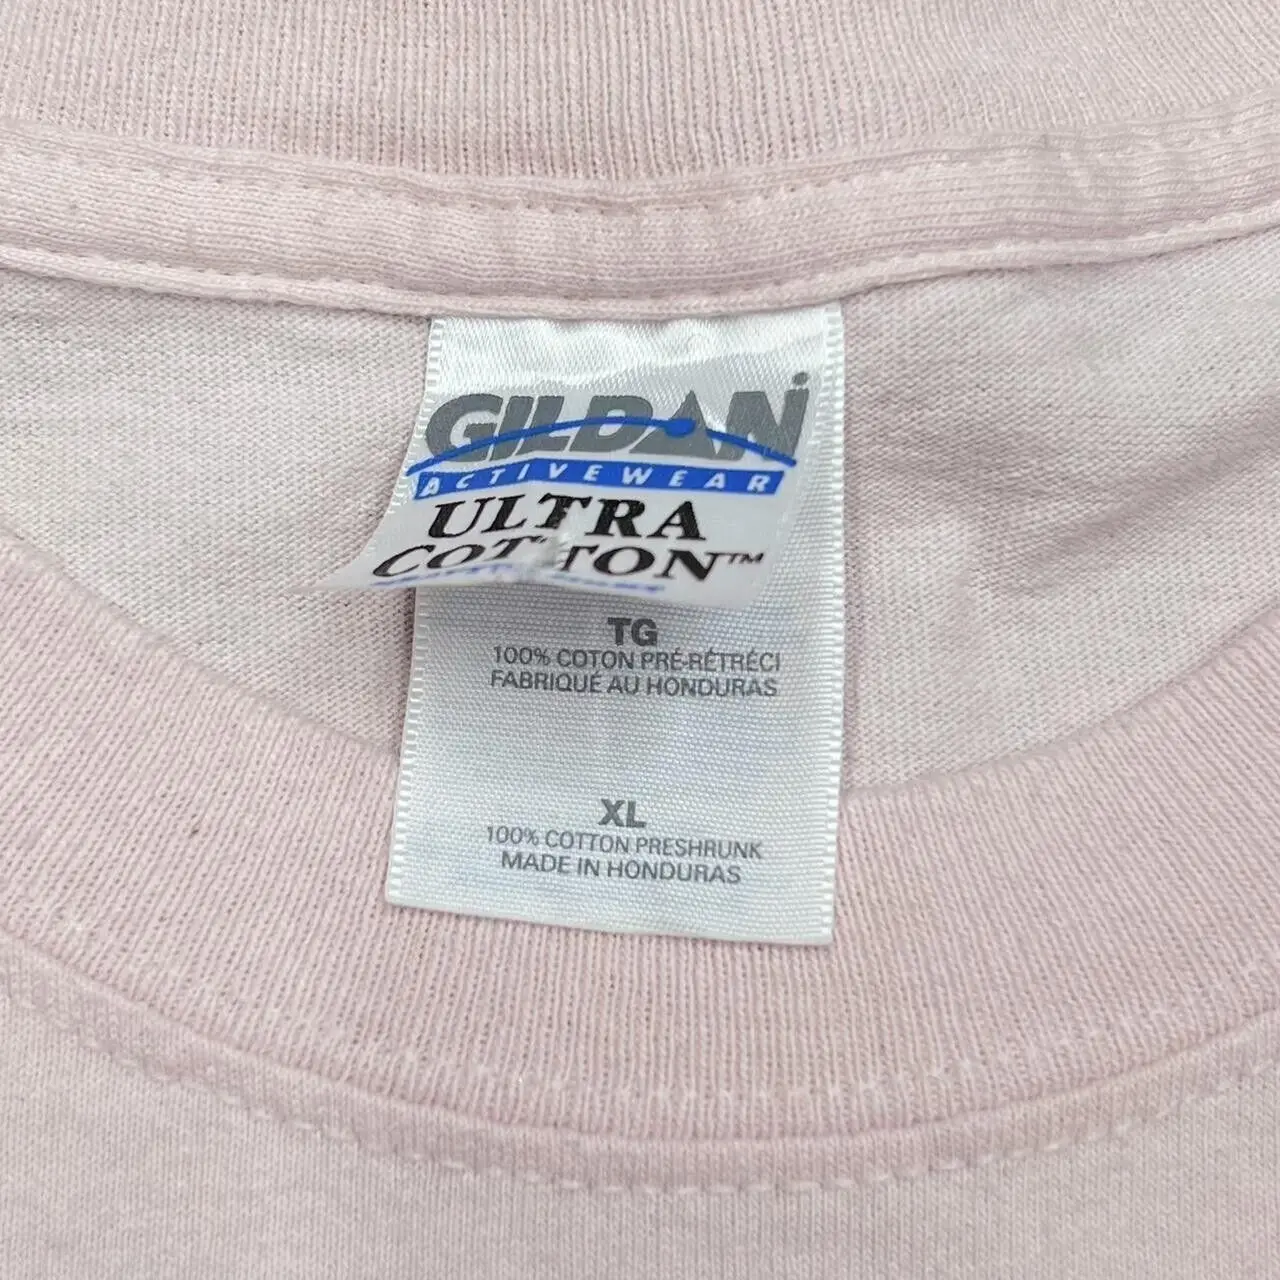 GILDAN
ACTIVEWEAR
ULTRA
COTTON™
TG
100% COTON PRÉ-RÉTRÉCI
FABRIQUÉ AU HONDURAS
XL
100% COTTON PRESHRUNK
MADE IN HONDURAS